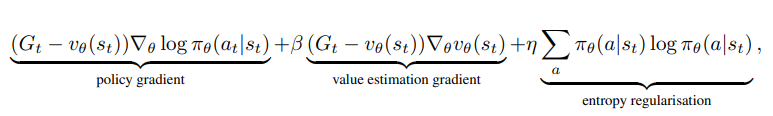 (G_t − v_θ(s_t))∇_θ log π_θ(a_t|s_t) + β (G_t − v_θ(s_t))∇_θ v_θ(s_t) + η ∑_a π_θ(a|s_t) log π_θ(a|s_t) ,
policy gradient value estimation gradient
entropy regularisation